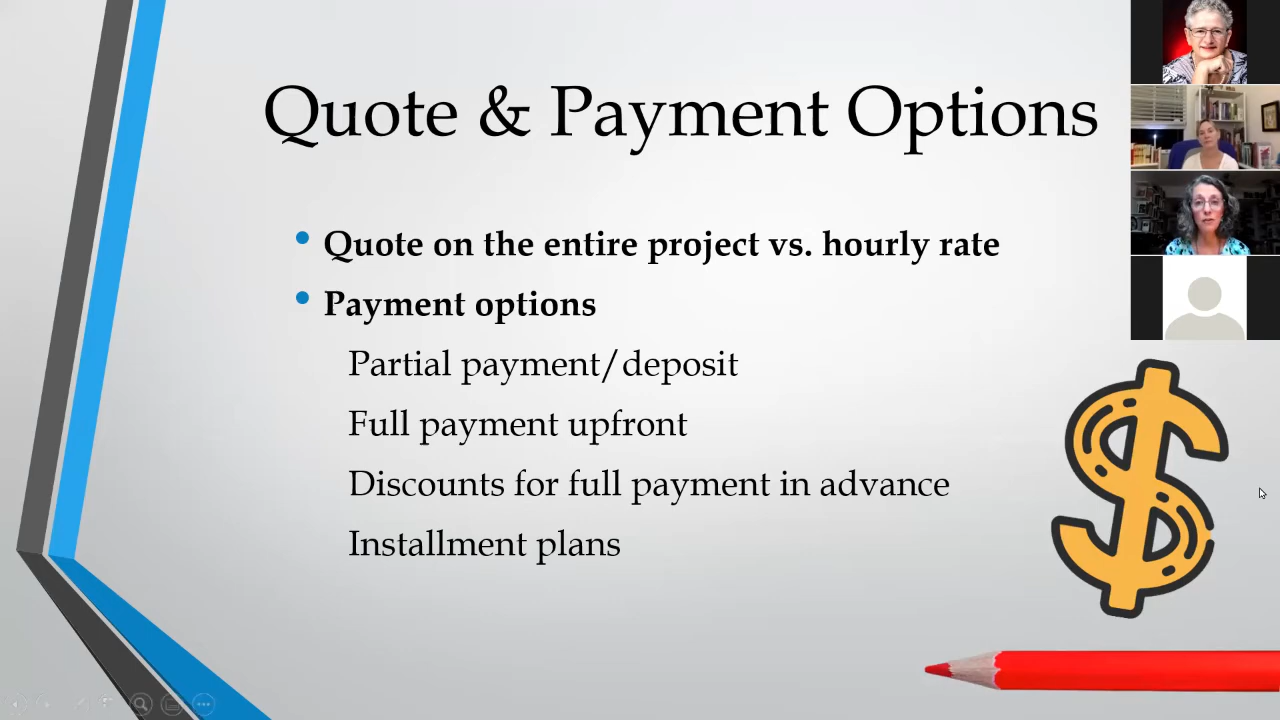 Quote & Payment Options
• Quote on the entire project vs. hourly rate
• Payment options
Partial payment/deposit
Full payment upfront
Discounts for full payment in advance
Installment plans